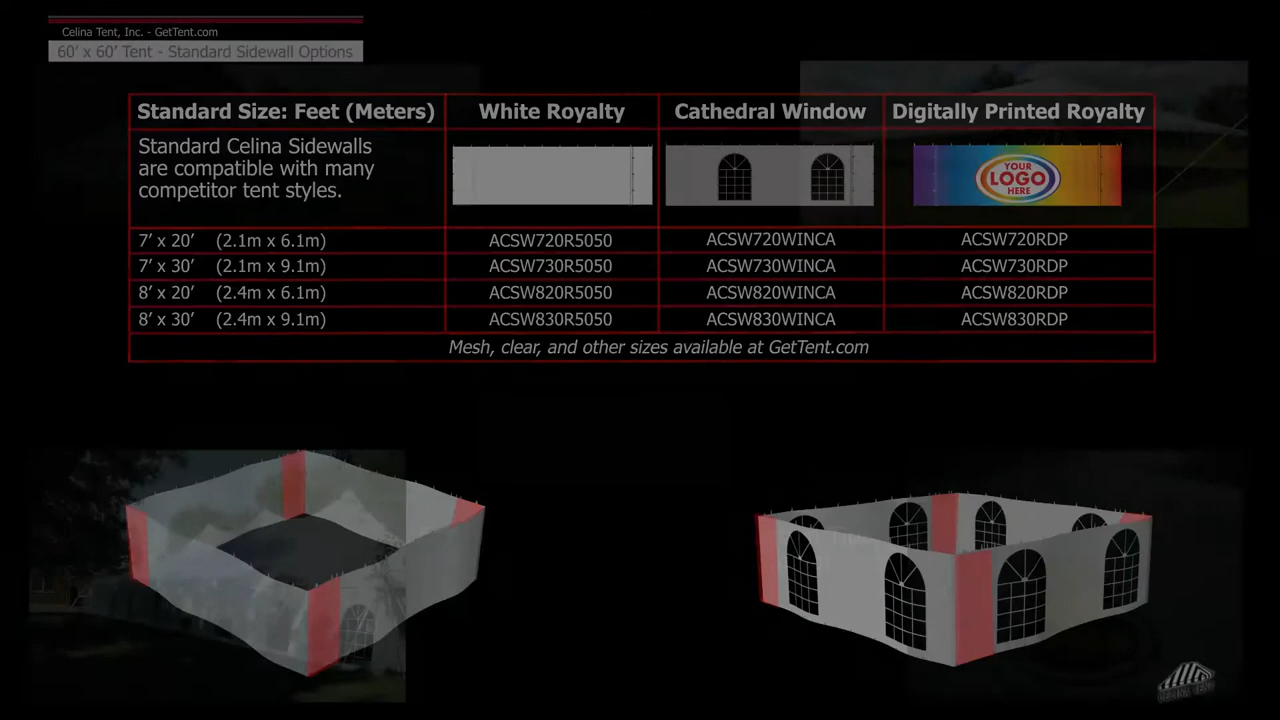 Celina Tent, Inc. - GetTent.com
60’ x 60’ Tent - Standard Sidewall Options
Standard Size: Feet (Meters) White Royalty Cathedral Window Digitally Printed Royalty
Standard Celina Sidewalls
are compatible with many
competitor tent styles.
YOUR
LOGO
HERE
7’ x 20’ (2.1m x 6.1m) ACSW720R5050 ACSW720WINCA ACSW720RDP
7’ x 30’ (2.1m x 9.1m) ACSW730R5050 ACSW730WINCA ACSW730RDP
8’ x 20’ (2.4m x 6.1m) ACSW820R5050 ACSW820WINCA ACSW820RDP
8’ x 30’ (2.4m x 9.1m) ACSW830R5050 ACSW830WINCA ACSW830RDP
Mesh, clear, and other sizes available at GetTent.com
CELINA TENT